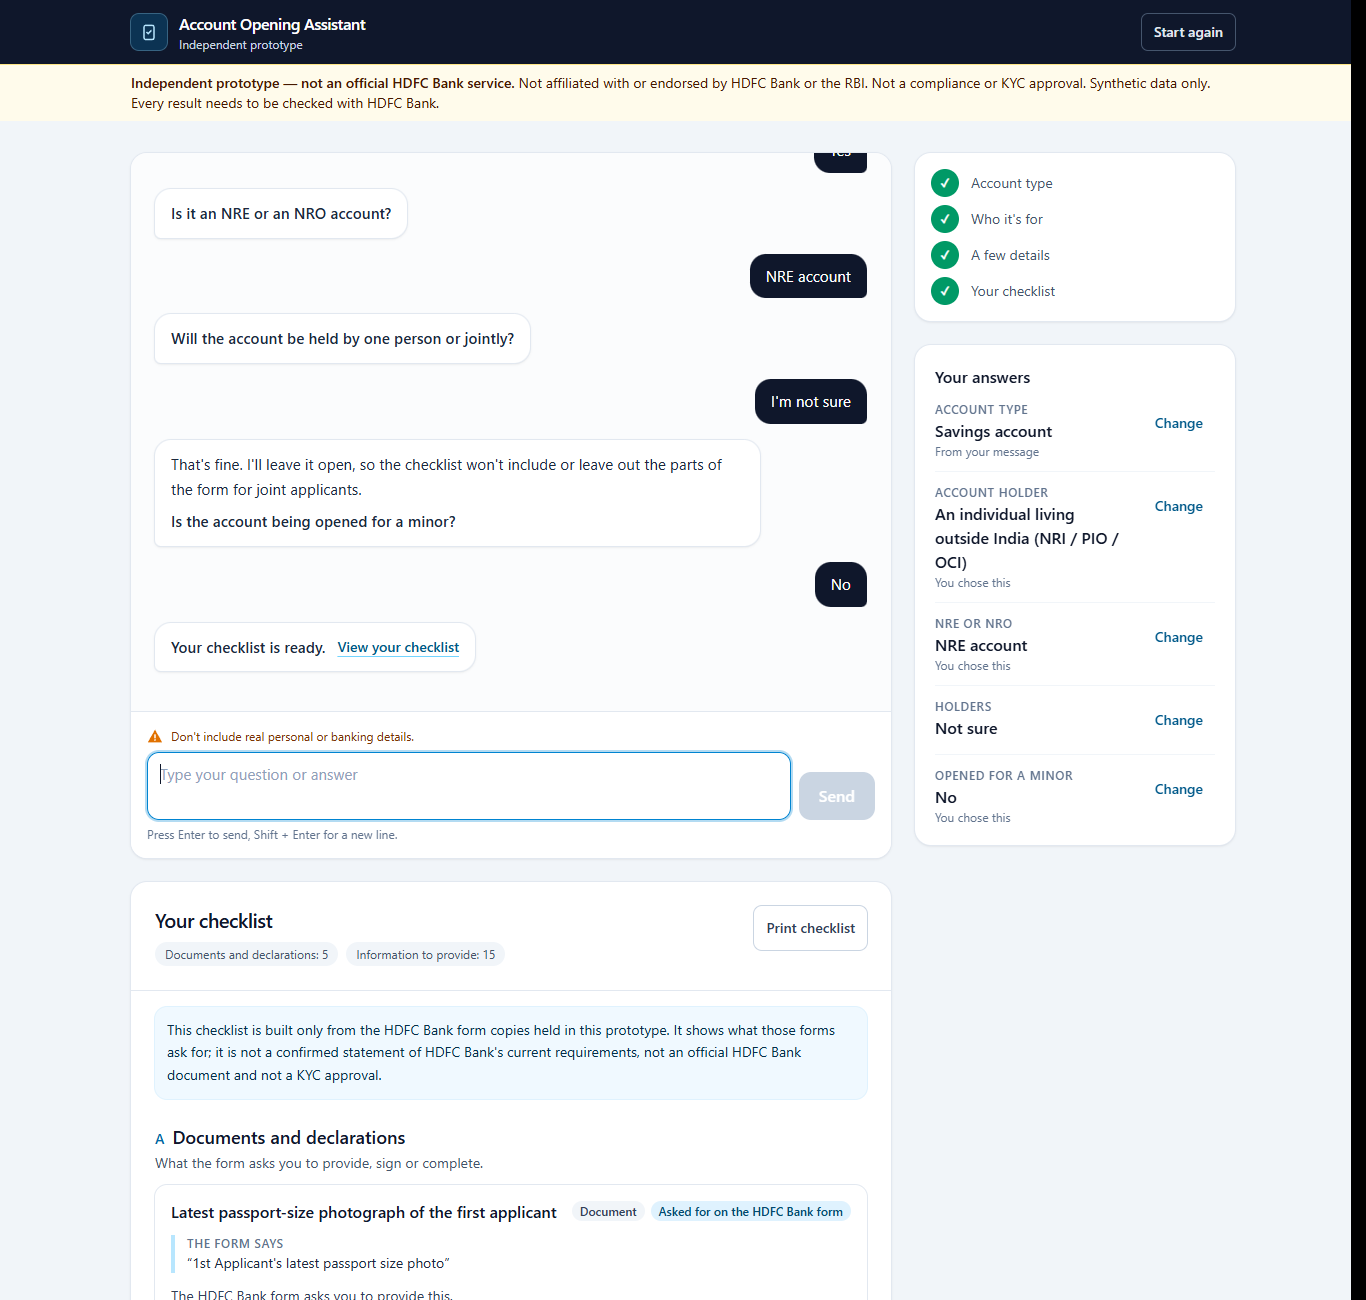 Account Opening Assistant
Independent prototype
Start again
Independent prototype — not an official HDFC Bank service. Not affiliated with or endorsed by HDFC Bank or the RBI. Not a compliance or KYC approval. Synthetic data only.
Every result needs to be checked with HDFC Bank.
Yes
Is it an NRE or an NRO account?
NRE account
Will the account be held by one person or jointly?
I'm not sure
That's fine. I'll leave it open, so the checklist won't include or leave out the parts of
the form for joint applicants.
Is the account being opened for a minor?
No
Your checklist is ready. View your checklist
Don't include real personal or banking details.
Type your question or answer
Send
Press Enter to send, Shift + Enter for a new line.
Account type
Who it's for
A few details
Your checklist
Your answers
ACCOUNT TYPE
Savings account
From your message
Change
ACCOUNT HOLDER
An individual living
outside India (NRI / PIO /
OCI)
You chose this
Change
NRE OR NRO
NRE account
You chose this
Change
HOLDERS
Not sure
Change
OPENED FOR A MINOR
No
You chose this
Change
Your checklist
Documents and declarations: 5
Information to provide: 15
Print checklist
This checklist is built only from the HDFC Bank form copies held in this prototype. It shows what those forms
ask for; it is not a confirmed statement of HDFC Bank's current requirements, not an official HDFC Bank
document and not a KYC approval.
A Documents and declarations
What the form asks you to provide, sign or complete.
Latest passport-size photograph of the first applicant
Document
Asked for on the HDFC Bank form
THE FORM SAYS
“1st Applicant's latest passport size photo”
The HDFC Bank form asks you to provide this.